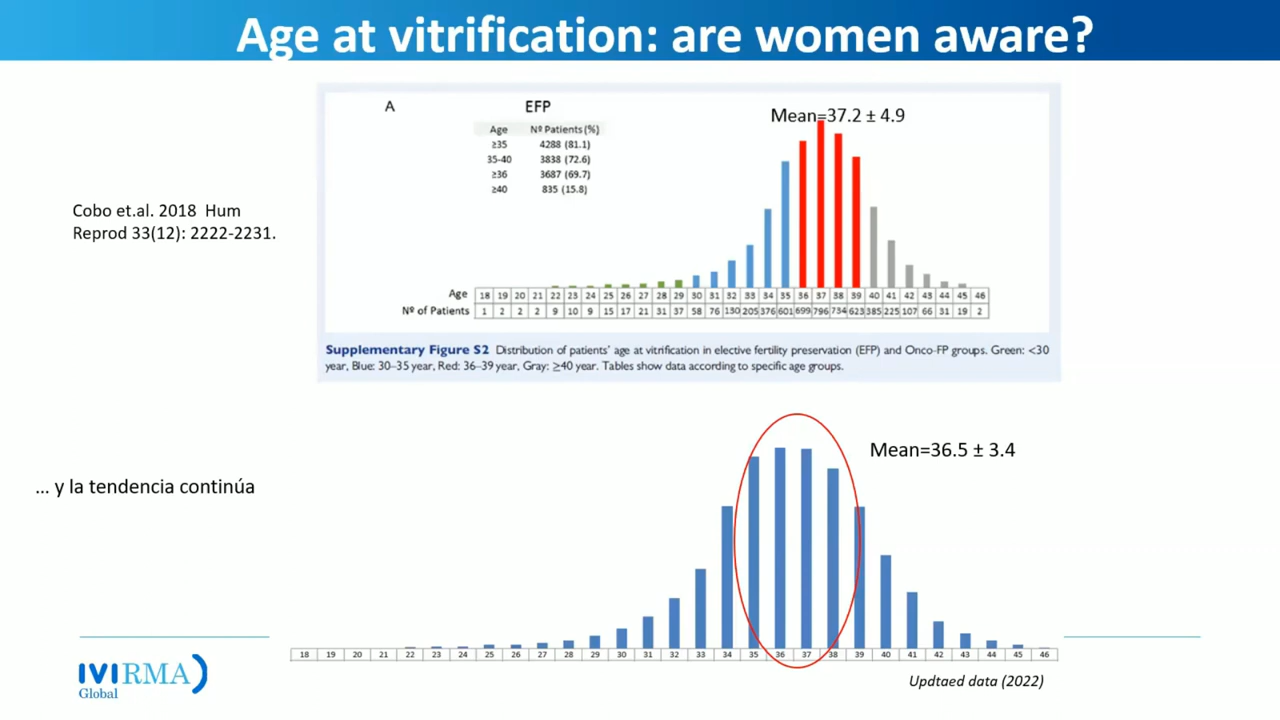 Age at vitrification: are women aware?
A
EFP
Mean=37.2 ± 4.9
Age Nº Patients (%)
≥35 4288 (81.1)
35-40 3838 (72.6)
≥36 3687 (69.7)
≥40 835 (15.8)
Cobo et.al. 2018 Hum
Reprod 33(12): 2222-2231.
Age 18 19 20 21 22 23 24 25 26 27 28 29 30 31 32 33 34 35 36 37 38 39 40 41 42 43 44 45 46
Nº of Patients 1 2 2 2 9 10 9 15 17 21 31 37 58 76 130 205 376 601 699 796 734 623 385 225 107 66 31 19 2
Supplementary Figure S2 Distribution of patients' age at vitrification in elective fertility preservation (EFP) and Onco-FP groups. Green: <30
year, Blue: 30–35 year, Red: 36–39 year, Gray: ≥40 year. Tables show data according to specific age groups.
Mean=36.5 ± 3.4
... y la tendencia continúa
18 19 20 21 22 23 24 25 26 27 28 29 30 31 32 33 34 35 36 37 38 39 40 41 42 43 44 45 46
IVIRMA
Global
Updtaed data (2022)